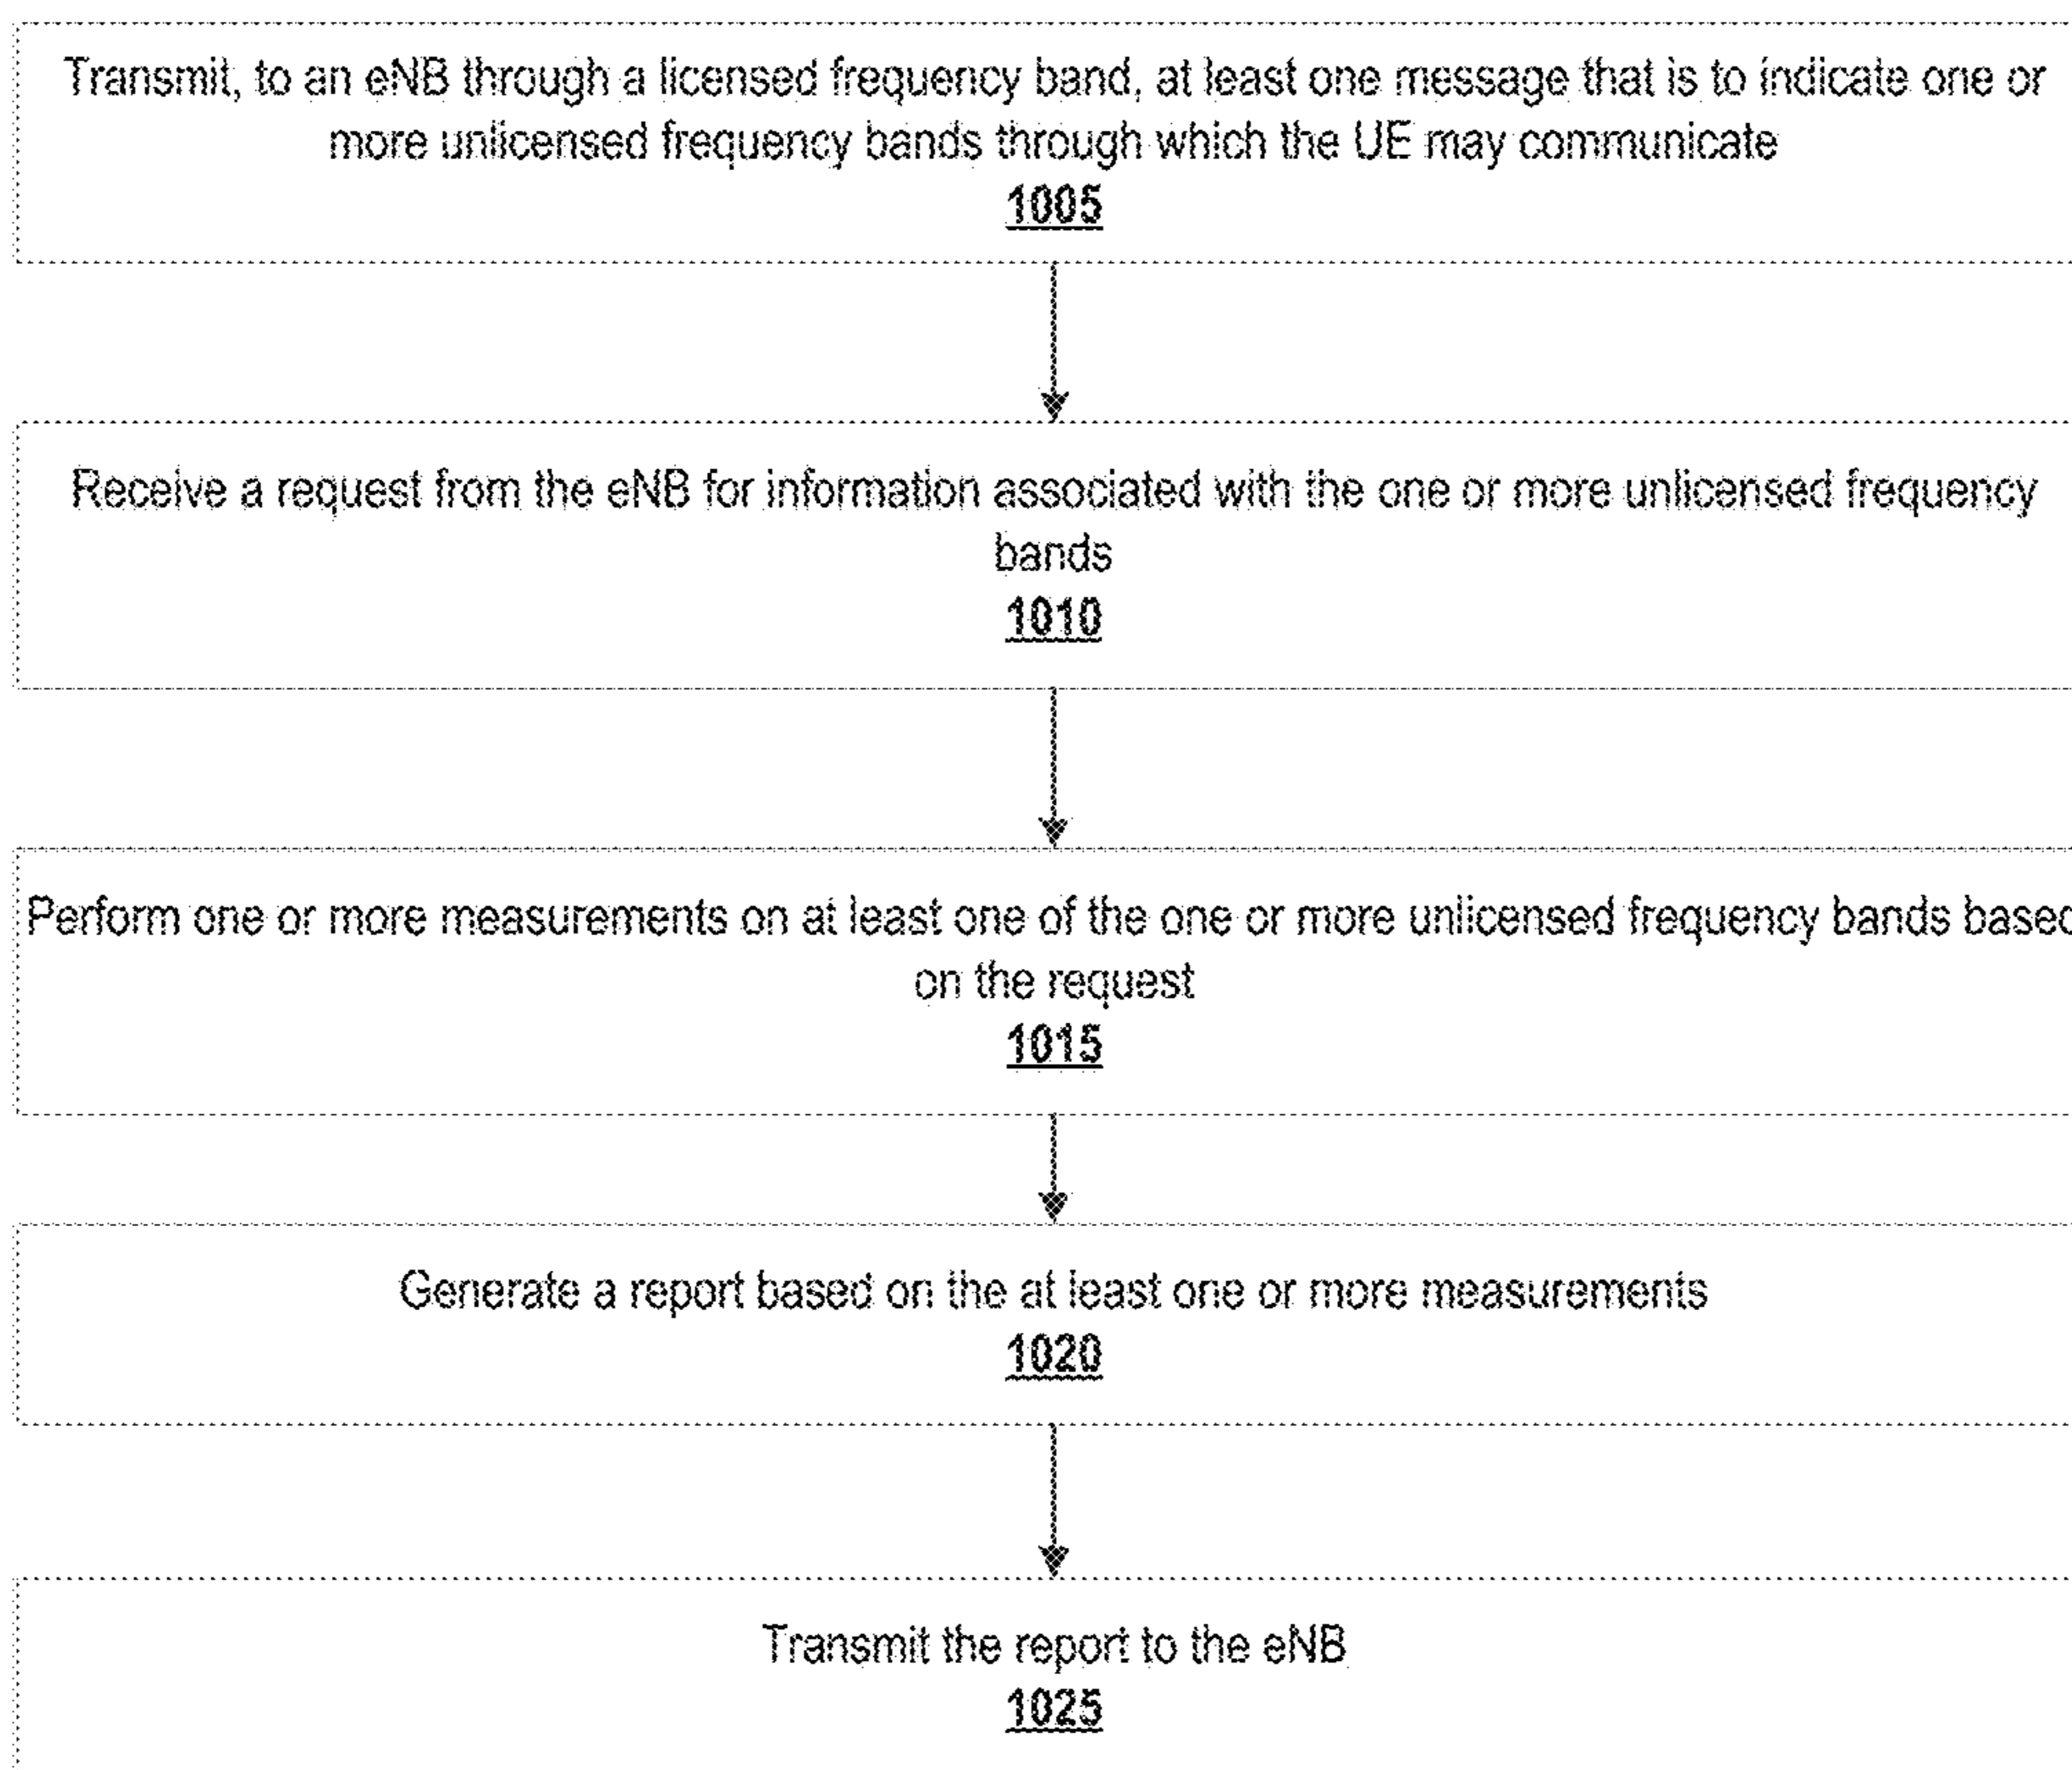 Transmit, to an eNB through a licensed frequency band, at least one message that is to indicate one or
more unlicensed frequency bands through which the UE may communicate
1005
Receive a request from the eNB for information associated with the one or more unlicensed frequency
bands
1010
Perform one or more measurements on at least one of the one or more unlicensed frequency bands based
on the request
1015
Generate a report based on the at least one or more measurements
1020
Transmit the report to the eNB
1025